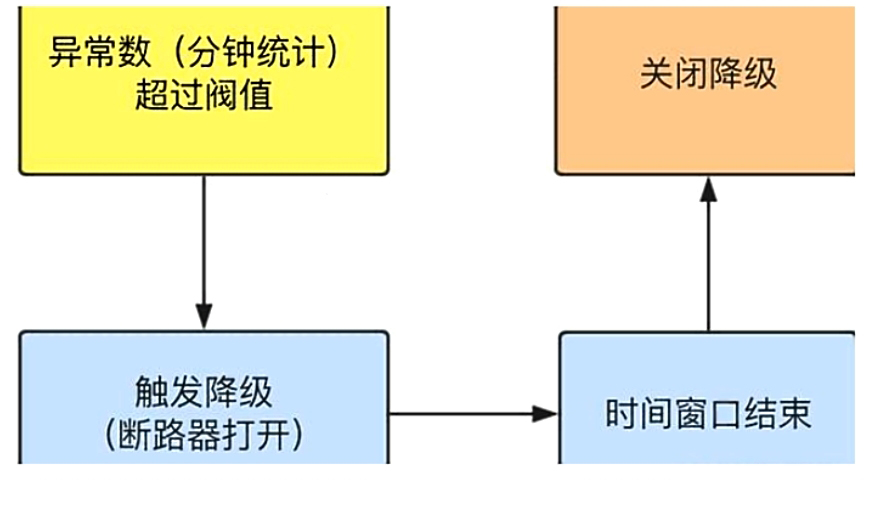 异常数（分钟统计）
超过阀值
关闭降级
触发降级
（断路器打开）
时间窗口结束